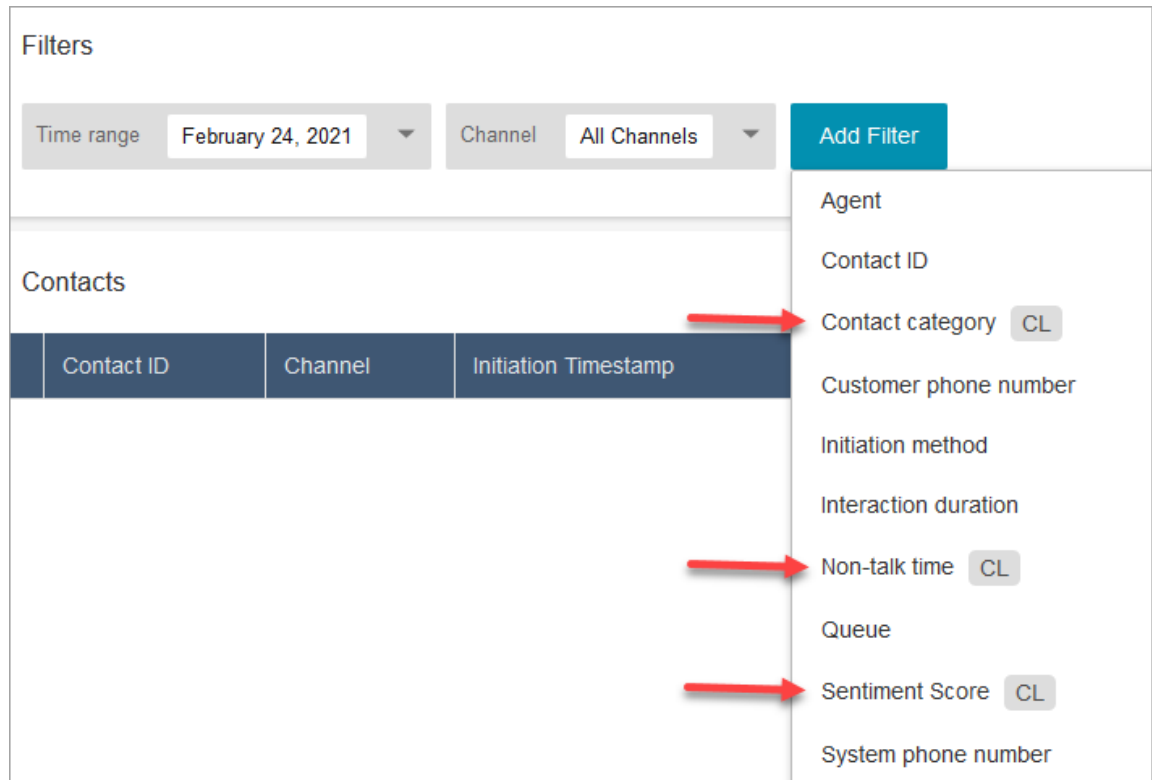 Filters
Time range February 24, 2021 Channel All Channels Add Filter
Agent
Contact ID
Contact category CL
Customer phone number
Initiation method
Interaction duration
Non-talk time CL
Queue
Sentiment Score CL
System phone number
Contacts
Contact ID Channel Initiation Timestamp